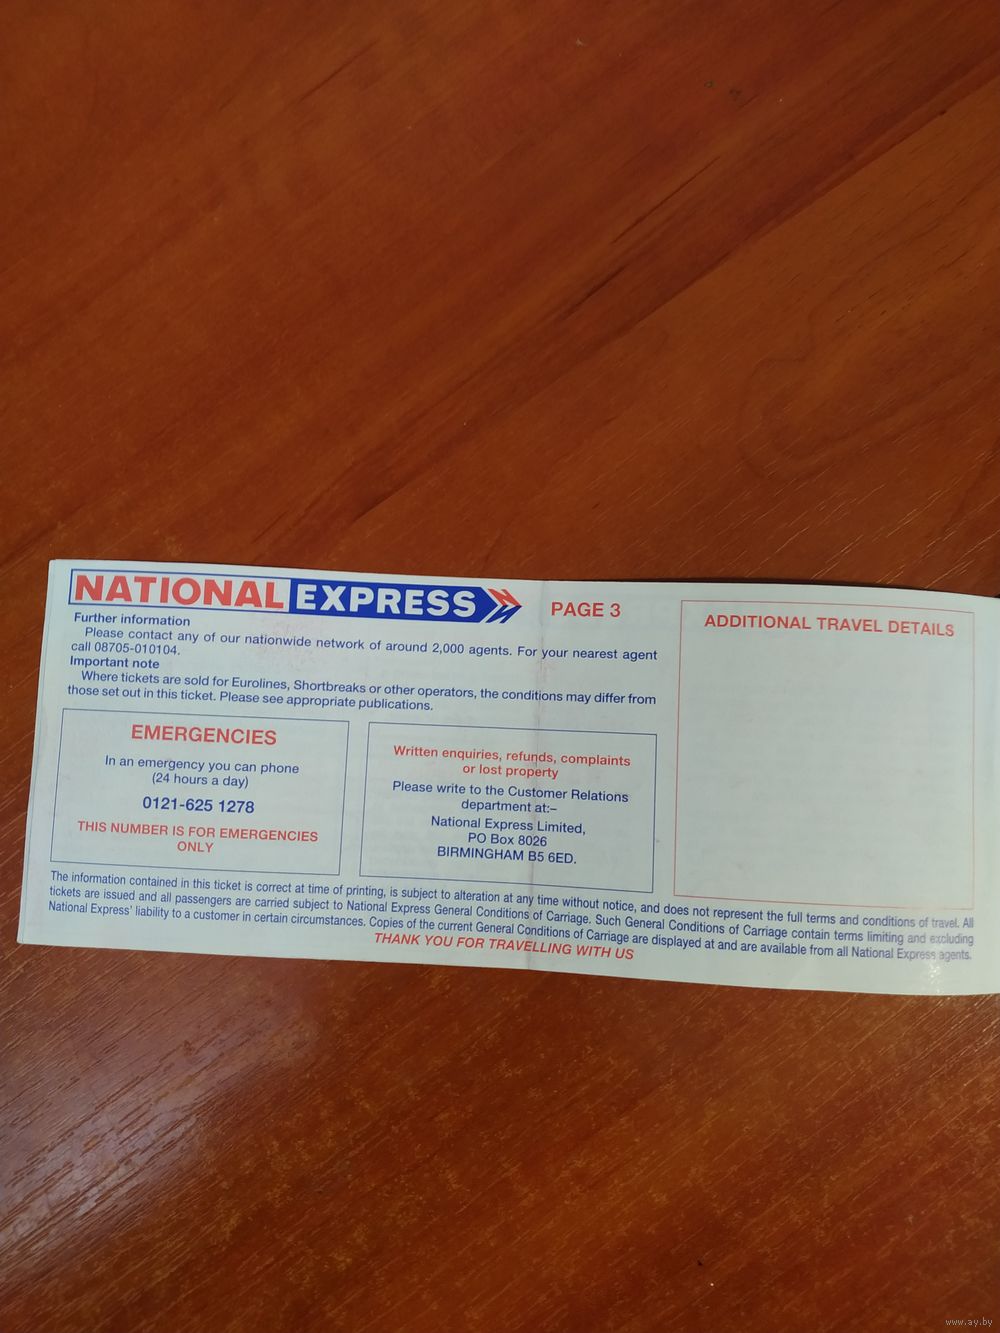 NATIONAL EXPRESS
PAGE 3
Further information
Please contact any of our nationwide network of around 2,000 agents. For your nearest agent
call 08705-010104.
Important note
Where tickets are sold for Eurolines, Shortbreaks or other operators, the conditions may differ from
those set out in this ticket. Please see appropriate publications.
EMERGENCIES
In an emergency you can phone
(24 hours a day)
0121-625 1278
THIS NUMBER IS FOR EMERGENCIES
ONLY
Written enquiries, refunds, complaints
or lost property
Please write to the Customer Relations
department at:–
National Express Limited,
PO Box 8026
BIRMINGHAM B5 6ED.
ADDITIONAL TRAVEL DETAILS
The information contained in this ticket is correct at time of printing, is subject to alteration at any time without notice, and does not represent the full terms and conditions of travel. All
tickets are issued and all passengers are carried subject to National Express General Conditions of Carriage. Such General Conditions of Carriage contain terms limiting and excluding
National Express' liability to a customer in certain circumstances. Copies of the current General Conditions of Carriage are displayed at and are available from all National Express agents.
THANK YOU FOR TRAVELLING WITH US
www.ay.by